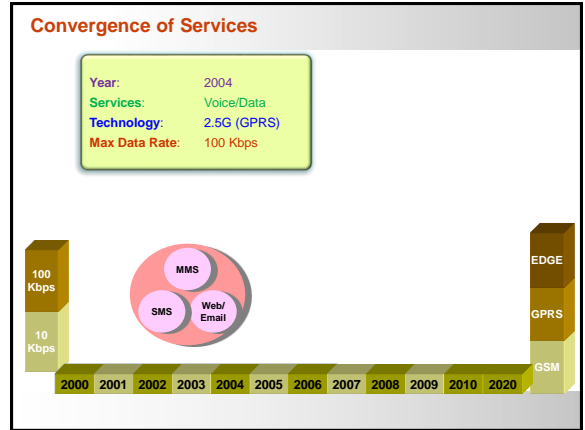 Convergence of Services
Year: 2004
Services: Voice/Data
Technology: 2.5G (GPRS)
Max Data Rate: 100 Kbps
100
Kbps
10
Kbps
MMS
SMS
Web/
Email
EDGE
GPRS
GSM
2000 2001 2002 2003 2004 2005 2006 2007 2008 2009 2010 2020